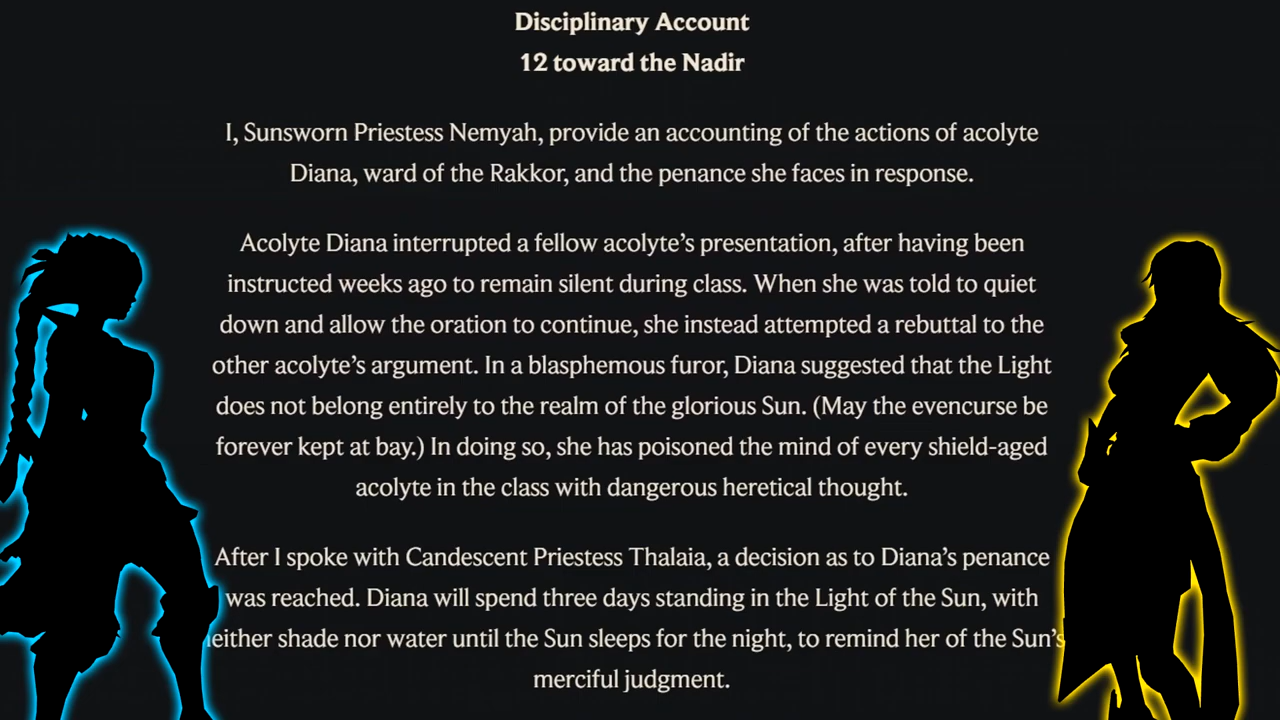 Disciplinary Account
12 toward the Nadir
I, Sunsworn Priestess Nemyah, provide an accounting of the actions of acolyte
Diana, ward of the Rakkor, and the penance she faces in response.
Acolyte Diana interrupted a fellow acolyte’s presentation, after having been
instructed weeks ago to remain silent during class. When she was told to quiet
down and allow the oration to continue, she instead attempted a rebuttal to the
other acolyte’s argument. In a blasphemous furor, Diana suggested that the Light
does not belong entirely to the realm of the glorious Sun. (May the evencurse be
forever kept at bay.) In doing so, she has poisoned the mind of every shield-aged
acolyte in the class with dangerous heretical thought.
After I spoke with Candescent Priestess Thalaia, a decision as to Diana’s penance
was reached. Diana will spend three days standing in the Light of the Sun, with
neither shade nor water until the Sun sleeps for the night, to remind her of the Sun’s
merciful judgment.